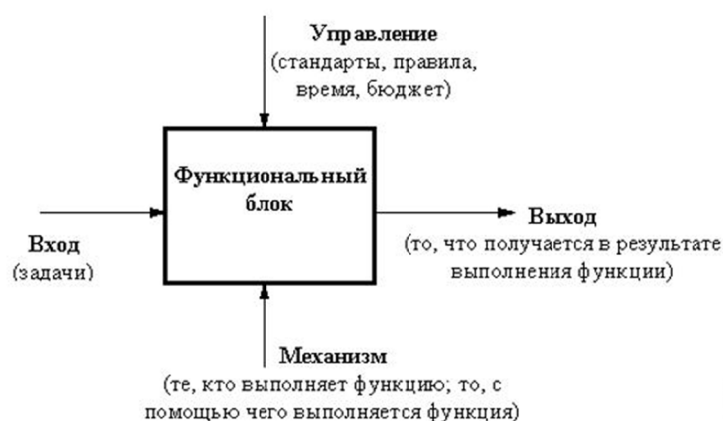 Управление
(стандарты, правила,
время, бюджет)
Функциональный
блок
Вход
(задачи)
Выход
(то, что получается в результате
выполнения функции)
Механизм
(те, кто выполняет функцию; то, с
помощью чего выполняется функция)